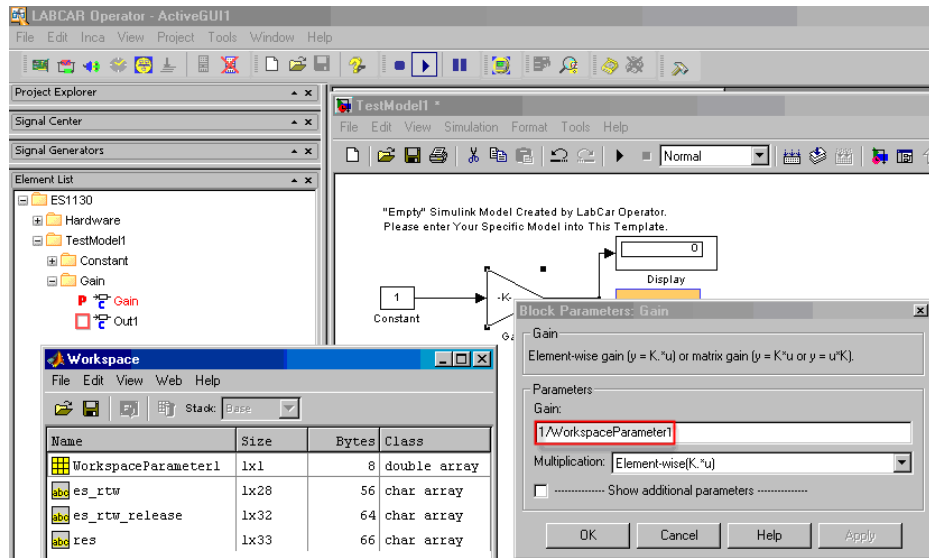 LABCAR Operator - ActiveGUI1
File Edit Inca View Project Tools Window Help
Project Explorer
Signal Center
Signal Generators
Element List
ES1130
Hardware
TestModel1
Constant
Gain
P Gain
Out1
TestModel1 *
File Edit View Simulation Format Tools Help
Normal
"Empty" Simulink Model Created by LabCar Operator.
Please enter Your Specific Model into This Template.
0
Display
1
Constant
-K-
Workspace
File Edit View Web Help
Stack: Base
Name Size Bytes Class
WorkspaceParameter1 1x1 8 double array
abc es_rtw 1x28 56 char array
abc es_rtw_release 1x32 64 char array
abc res 1x33 66 char array
Block Parameters: Gain
Gain
Element-wise gain (y = K.*u) or matrix gain (y = K*u or y = u*K).
Parameters
Gain:
1/WorkspaceParameter1
Multiplication: Element-wise(K.*u)
--------------- Show additional parameters ---------------
OK Cancel Help Apply